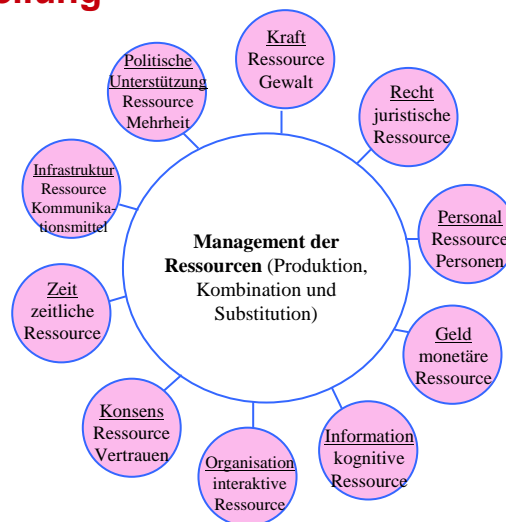 Kraft
Ressource
Gewalt
Recht
juristische
Ressource
Personal
Ressource
Personen
Geld
monetäre
Ressource
Information
kognitive
Ressource
Organisation
interaktive
Ressource
Konsens
Ressource
Vertrauen
Zeit
zeitliche
Ressource
Infrastruktur
Ressource
Kommunika-
tionsmittel
Politische
Unterstützung
Ressource
Mehrheit
Management der
Ressourcen (Produktion,
Kombination und
Substitution)